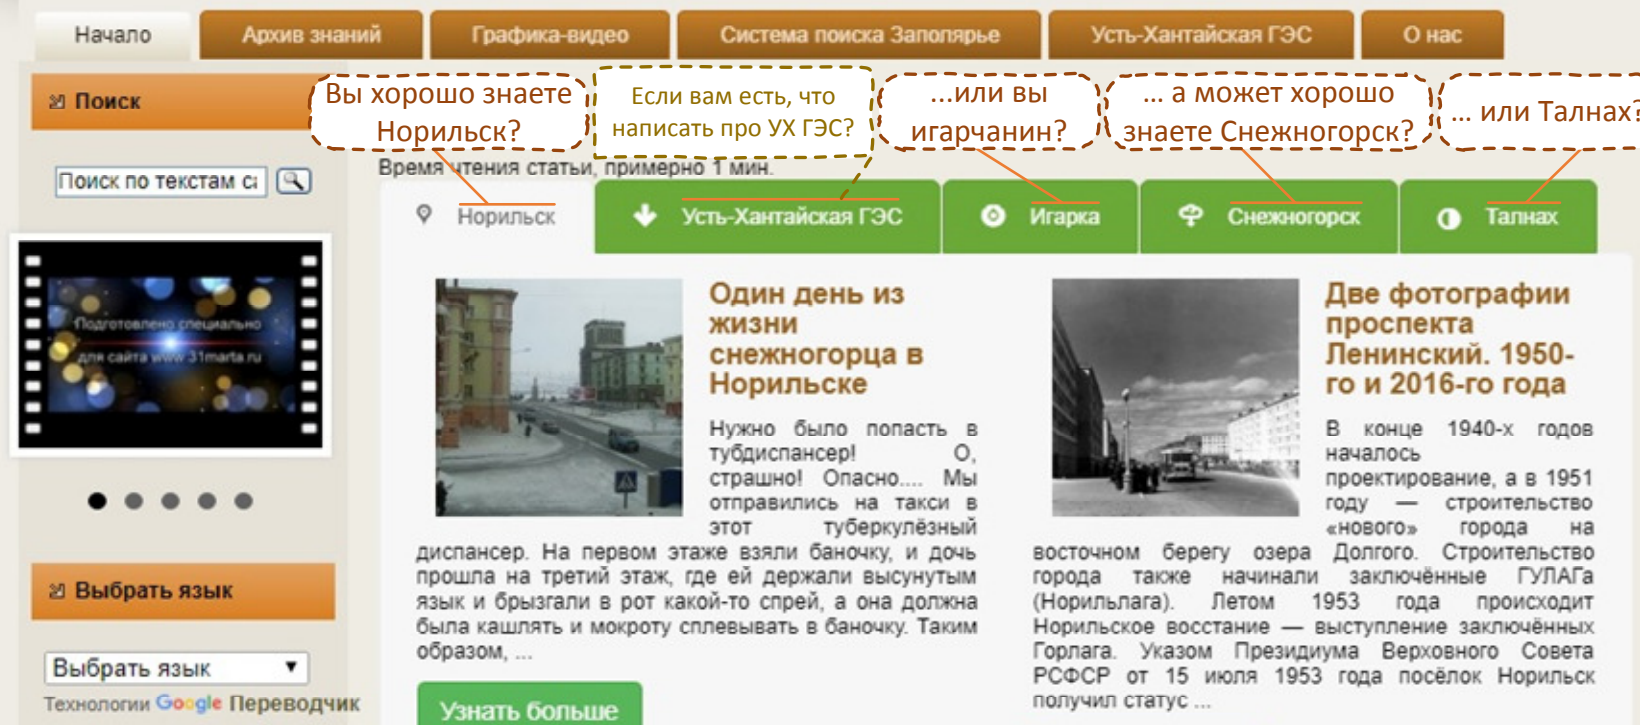 Начало
Архив знаний
Графика-видео
Система поиска Заполярье
Усть-Хантайская ГЭС
О нас
Поиск
Поиск по текстам са
Вы хорошо знаете
Норильск?
Если вам есть, что
написать про УХ ГЭС?
...или вы
игарчанин?
... а может хорошо
знаете Снежногорск?
... или Талнах?
Время чтения статьи, примерно 1 мин.
Норильск
Усть-Хантайская ГЭС
Игарка
Снежногорск
Талнах
Подготовлено специально
для сайта www.31marta.ru
Выбрать язык
Выбрать язык
Технологии Google Переводчик
Один день из
жизни
снежногорца в
Норильске
Нужно было попасть в
тубдиспансер! О,
страшно! Опасно.... Мы
отправились на такси в
этот туберкулёзный
диспансер. На первом этаже взяли баночку, и дочь
прошла на третий этаж, где ей держали высунутым
язык и брызгали в рот какой-то спрей, а она должна
была кашлять и мокроту сплевывать в баночку. Таким
образом, ...
Узнать больше
Две фотографии
проспекта
Ленинский. 1950-
го и 2016-го года
В конце 1940-х годов
началось
проектирование, а в 1951
году — строительство
«нового» города на
восточном берегу озера Долгого. Строительство
города также начинали заключённые ГУЛАГа
(Норильлага). Летом 1953 года происходит
Норильское восстание — выступление заключённых
Горлага. Указом Президиума Верховного Совета
РСФСР от 15 июля 1953 года посёлок Норильск
получил статус ...